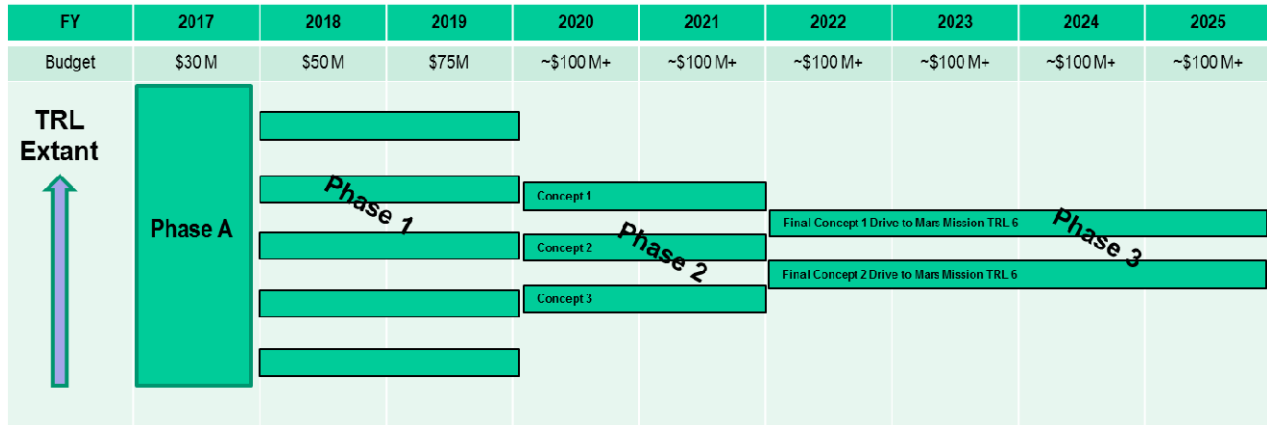 FY 2017 2018 2019 2020 2021 2022 2023 2024 2025
Budget $30M $50M $75M ~$100M+ ~$100M+ ~$100M+ ~$100M+ ~$100M+ ~$100M+
TRL
Extant
Phase A
Phase 1
Concept 1
Concept 2
Concept 3
Phase 2
Final Concept 1 Drive to Mars Mission TRL 6
Final Concept 2 Drive to Mars Mission TRL 6
Phase 3